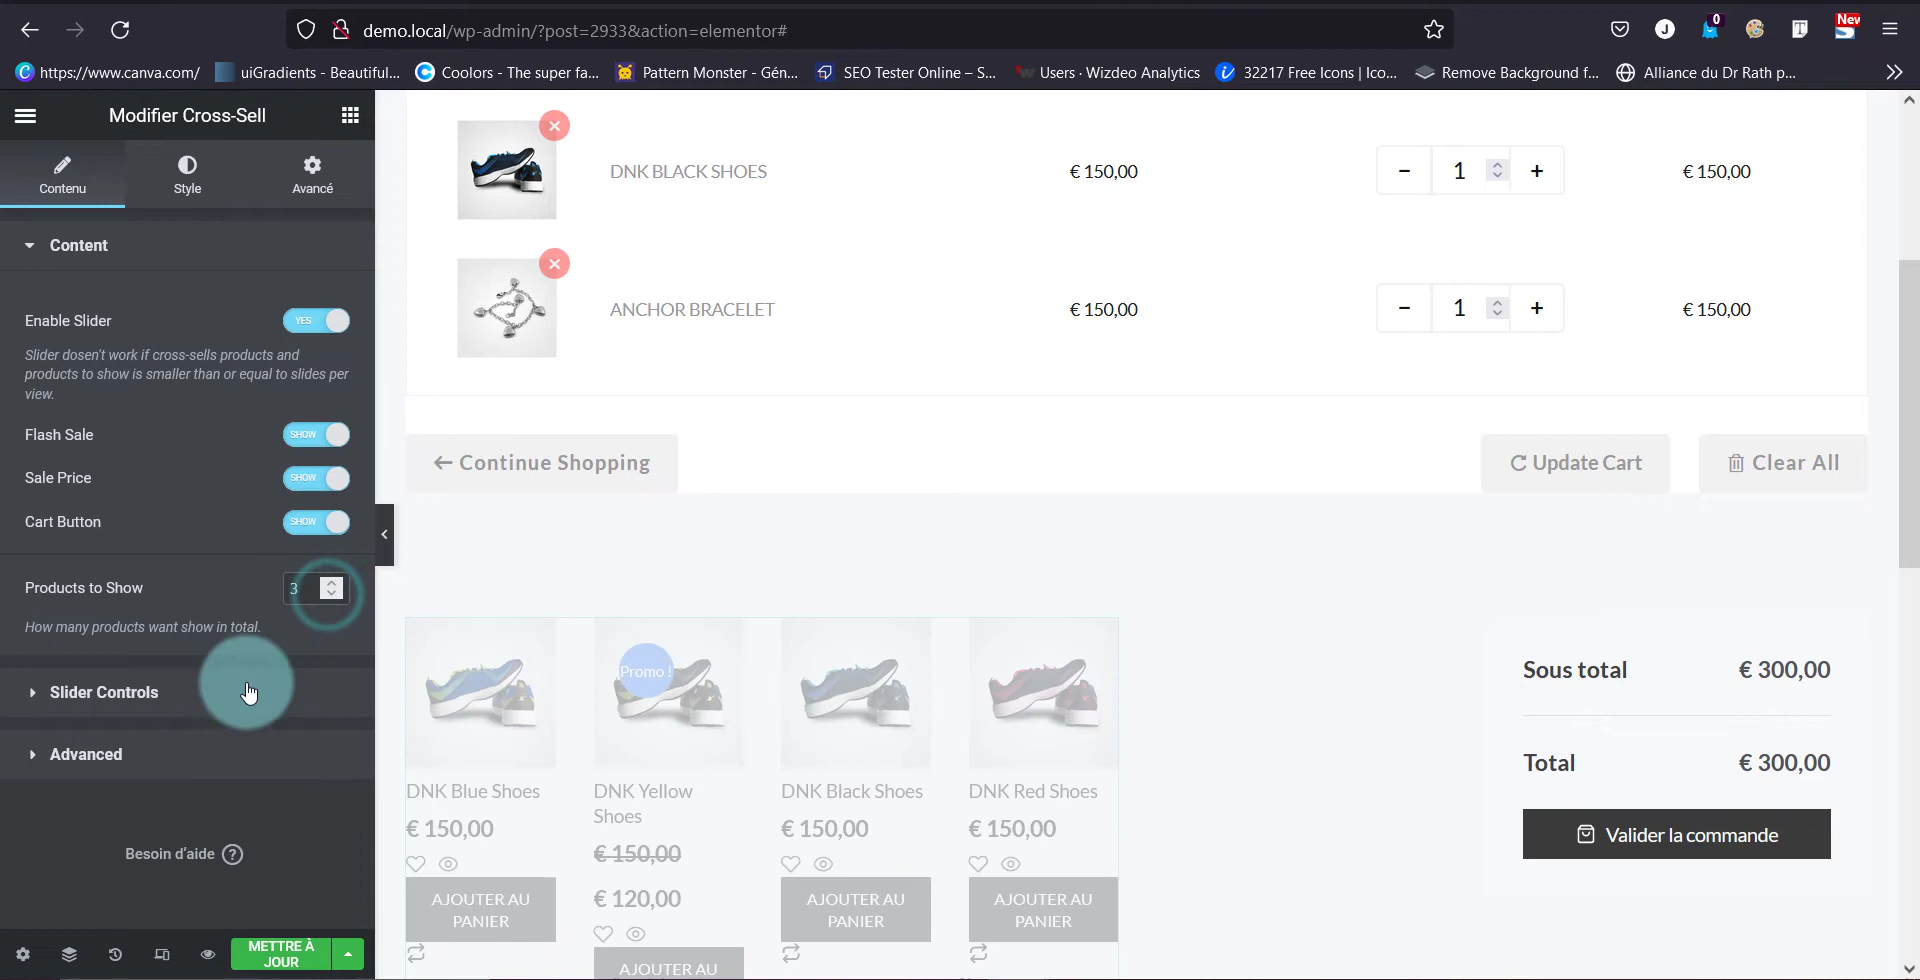 demo.local/wp-admin/?post=2933&action=elementor#
J
0
New
https://www.canva.com/
uiGradients - Beautiful...
Coolors - The super fa...
Pattern Monster - Gén...
SEO Tester Online – S...
Users · Wizdeo Analytics
32217 Free Icons | Ico...
Remove Background f...
Alliance du Dr Rath p...
Modifier Cross-Sell
Contenu
Style
Avancé
Content
Enable Slider
YES
Slider dosen't work if cross-sells products and
products to show is smaller than or equal to slides per
view.
Flash Sale
SHOW
Sale Price
SHOW
Cart Button
SHOW
Products to Show
3
How many products want show in total.
Slider Controls
Advanced
Besoin d'aide ?
METTRE À
JOUR
DNK BLACK SHOES
€ 150,00
- 1 +
€ 150,00
ANCHOR BRACELET
€ 150,00
- 1 +
€ 150,00
← Continue Shopping
Update Cart
Clear All
Promo !
DNK Blue Shoes
€ 150,00
AJOUTER AU
PANIER
DNK Yellow
Shoes
€ 150,00
€ 120,00
AJOUTER AU
DNK Black Shoes
€ 150,00
AJOUTER AU
PANIER
DNK Red Shoes
€ 150,00
AJOUTER AU
PANIER
Sous total
€ 300,00
Total
€ 300,00
Valider la commande